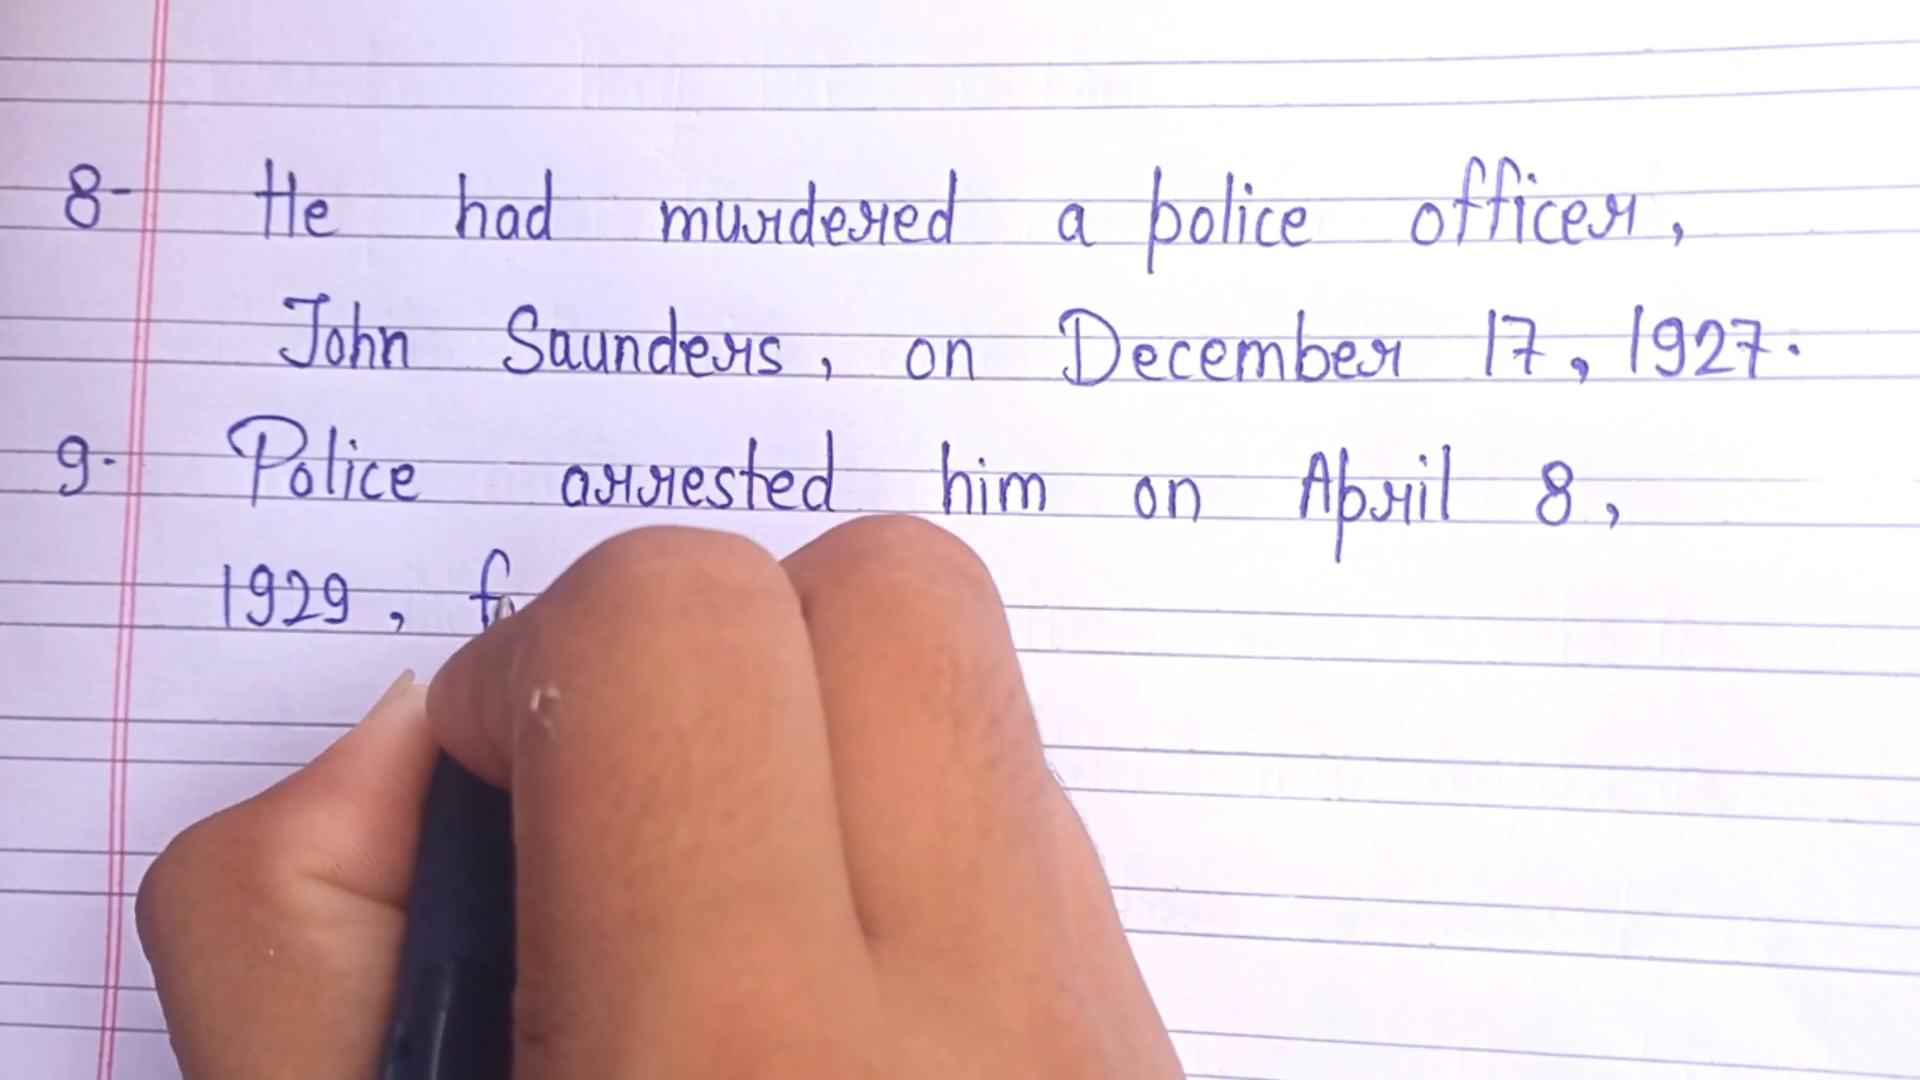 8- He had murdered a police officer,
John Saunders, on December 17, 1927.
9- Police arrested him on April 8,
1929,